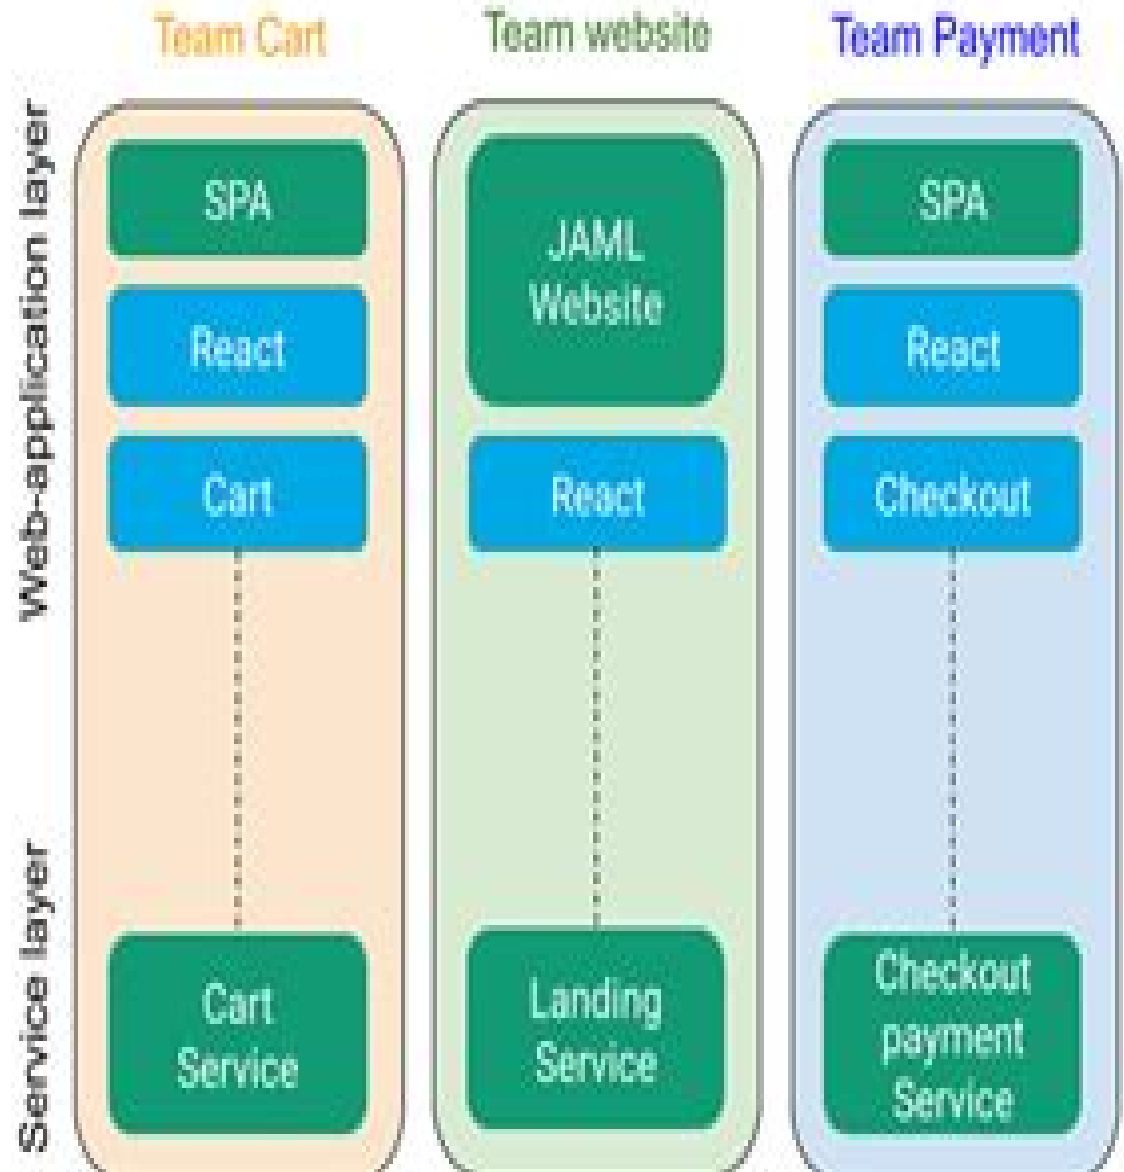 Team Cart
Team website
Team Payment
Web-application layer
SPA
React
Cart
JAML
Website
React
SPA
React
Checkout
Service layer
Cart
Service
Landing
Service
Checkout
payment
Service